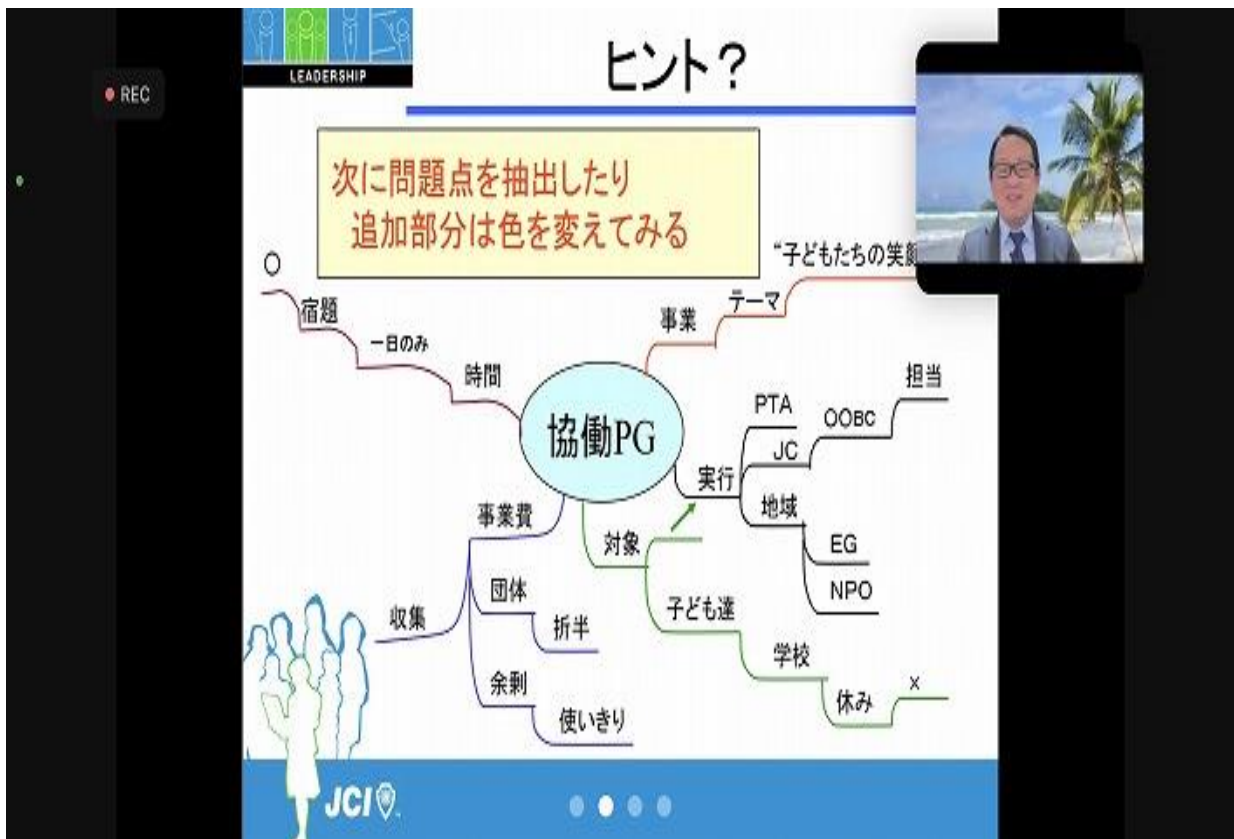 LEADERSHIP
ヒント？
REC
次に問題点を抽出したり
追加部分は色を変えてみる
“子どもたちの笑顔
テーマ
事業
○
宿題
一日のみ
時間
協働PG
担当
PTA
○○BC
JC
実行
地域
EG
NPO
事業費
対象
団体
折半
収集
子ども達
学校
余剰
使いきり
休み
×
JCI